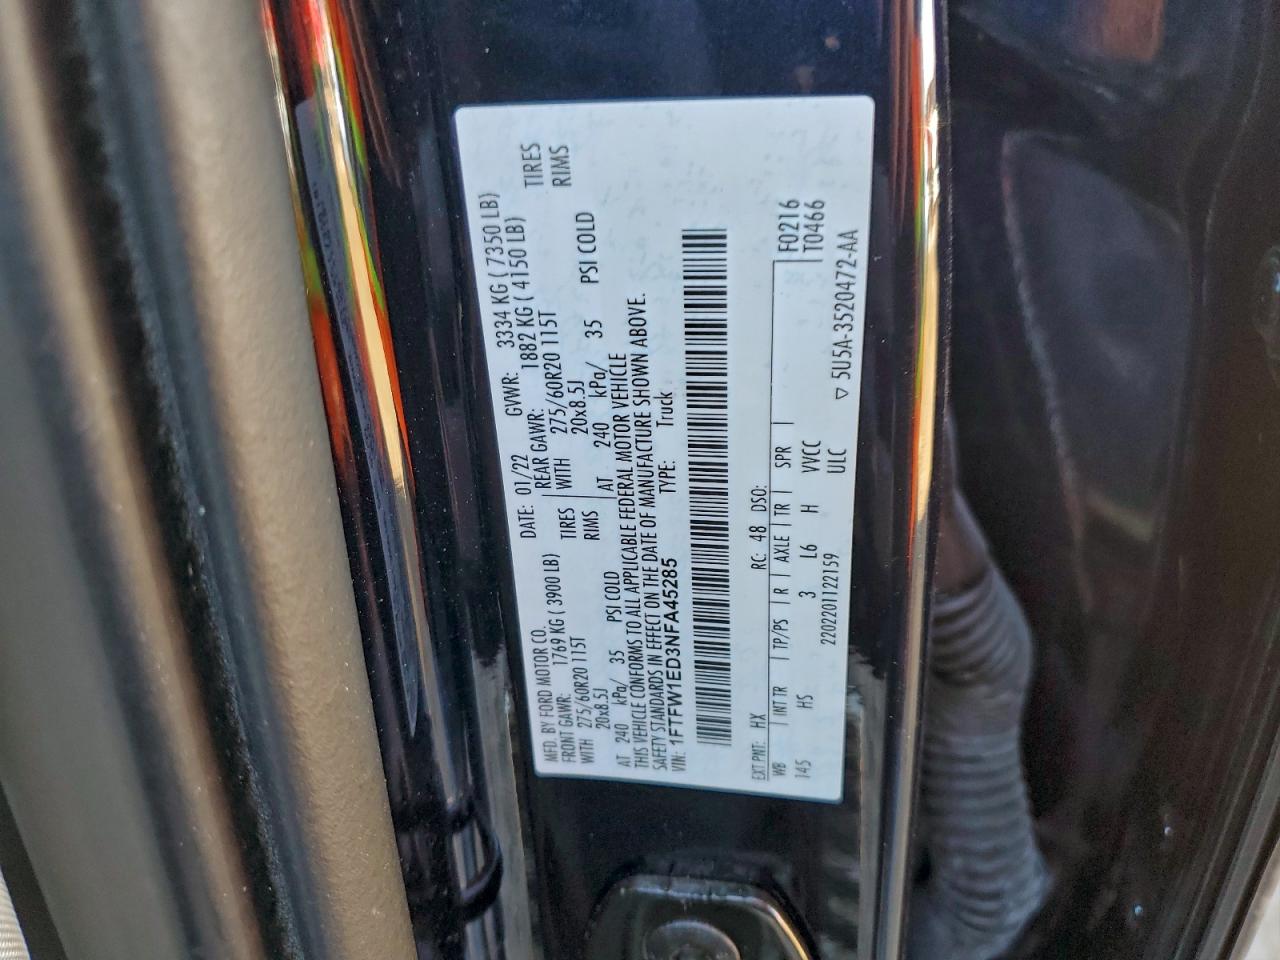 MFD. BY FORD MOTOR CO. DATE: 01/22 GVWR: 3334 KG ( 7350 LB)
FRONT GAWR: 1769 KG ( 3900 LB) REAR GAWR: 1882 KG ( 4150 LB)
WITH 275/60R20 115T TIRES WITH 275/60R20 115T TIRES
20x8.5J RIMS 20x8.5J RIMS
AT 240 kPa/ 35 PSI COLD AT 240 kPa/ 35 PSI COLD
THIS VEHICLE CONFORMS TO ALL APPLICABLE FEDERAL MOTOR VEHICLE
SAFETY STANDARDS IN EFFECT ON THE DATE OF MANUFACTURE SHOWN ABOVE.
VIN: 1FTFW1ED3NFA45285 TYPE: Truck
EXT PNT: HX RC: 48 DSO: F0216
WB INT TR TP/PS R AXLE TR SPR T0466
145 HS 3 L6 H VVCC
2202201122159 ULC ▽ 5U5A-3520472-AA